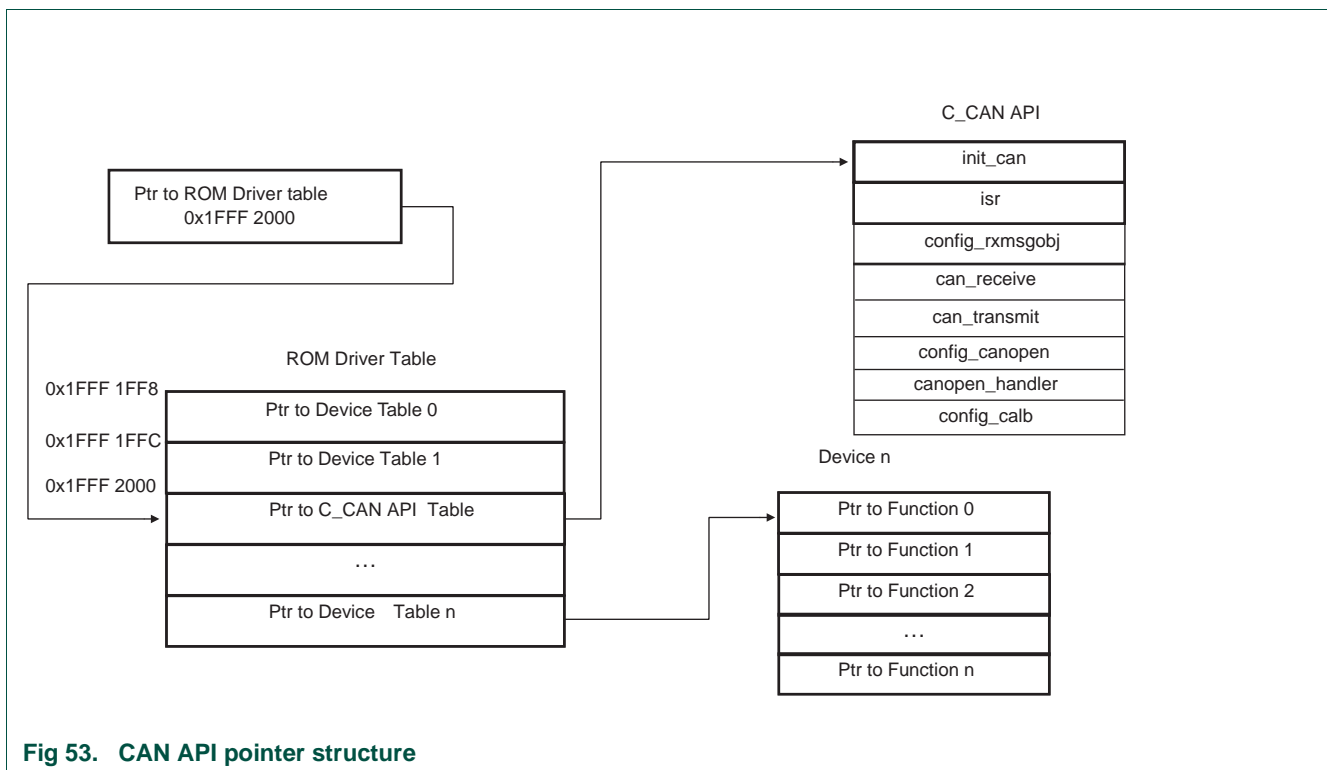 C_CAN API
init_can
isr
config_rxmsgobj
can_receive
can_transmit
config_canopen
canopen_handler
config_calb
Ptr to ROM Driver table
0x1FFF 2000
ROM Driver Table
0x1FFF 1FF8
Ptr to Device Table 0
0x1FFF 1FFC
Ptr to Device Table 1
0x1FFF 2000
Ptr to C_CAN API Table
…
Ptr to Device Table n
Device n
Ptr to Function 0
Ptr to Function 1
Ptr to Function 2
…
Ptr to Function n
Fig 53. CAN API pointer structure